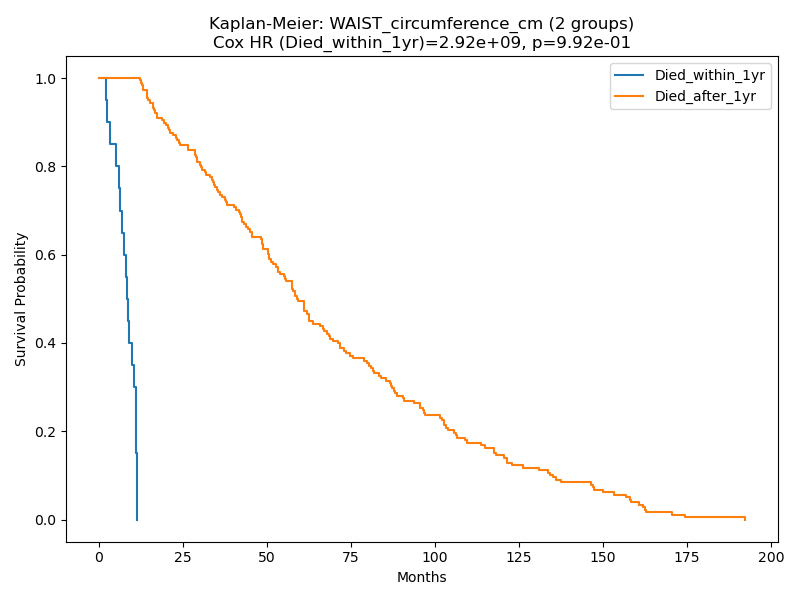 Kaplan-Meier: WAIST_circumference_cm (2 groups)
Cox HR (Died_within_1yr)=2.92e+09, p=9.92e-01
Died_within_1yr
Died_after_1yr
Survival Probability
1.0
0.8
0.6
0.4
0.2
0.0
0 25 50 75 100 125 150 175 200
Months